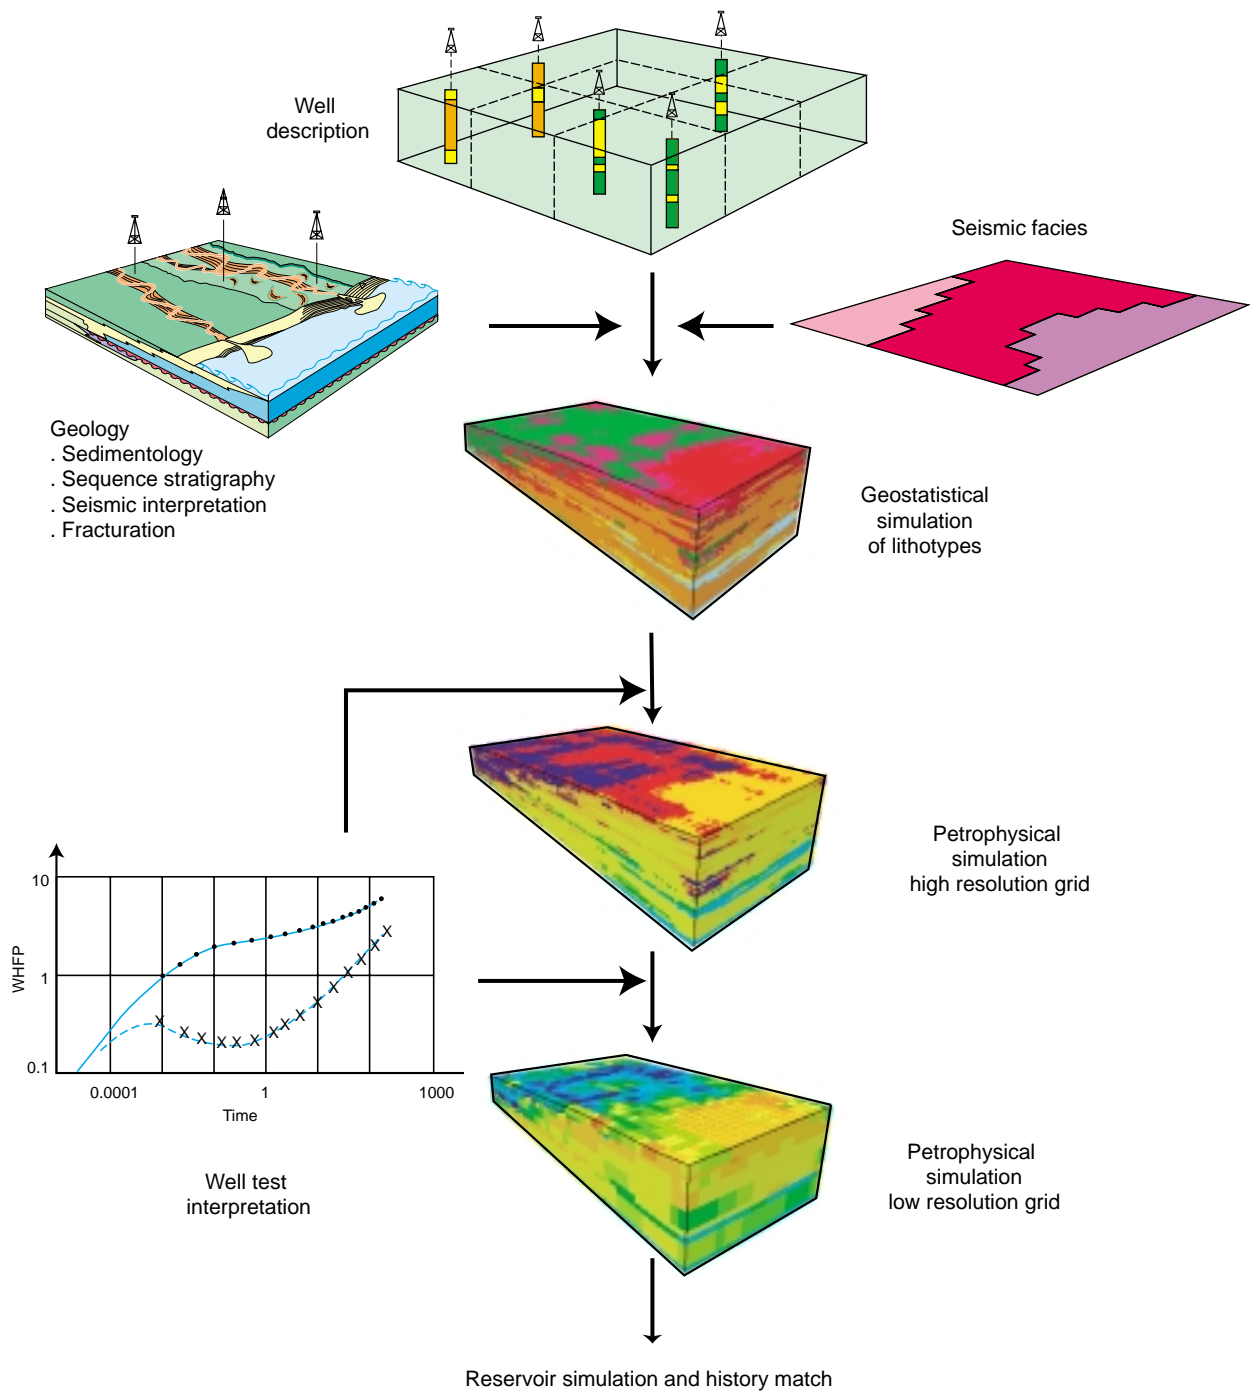 Well
description
Seismic facies
Geology
. Sedimentology
. Sequence stratigraphy
. Seismic interpretation
. Fracturation
Geostatistical
simulation
of lithotypes
Petrophysical
simulation
high resolution grid
WHFP
10
1
0.1
0.0001 1 1000
Time
Well test
interpretation
Petrophysical
simulation
low resolution grid
Reservoir simulation and history match